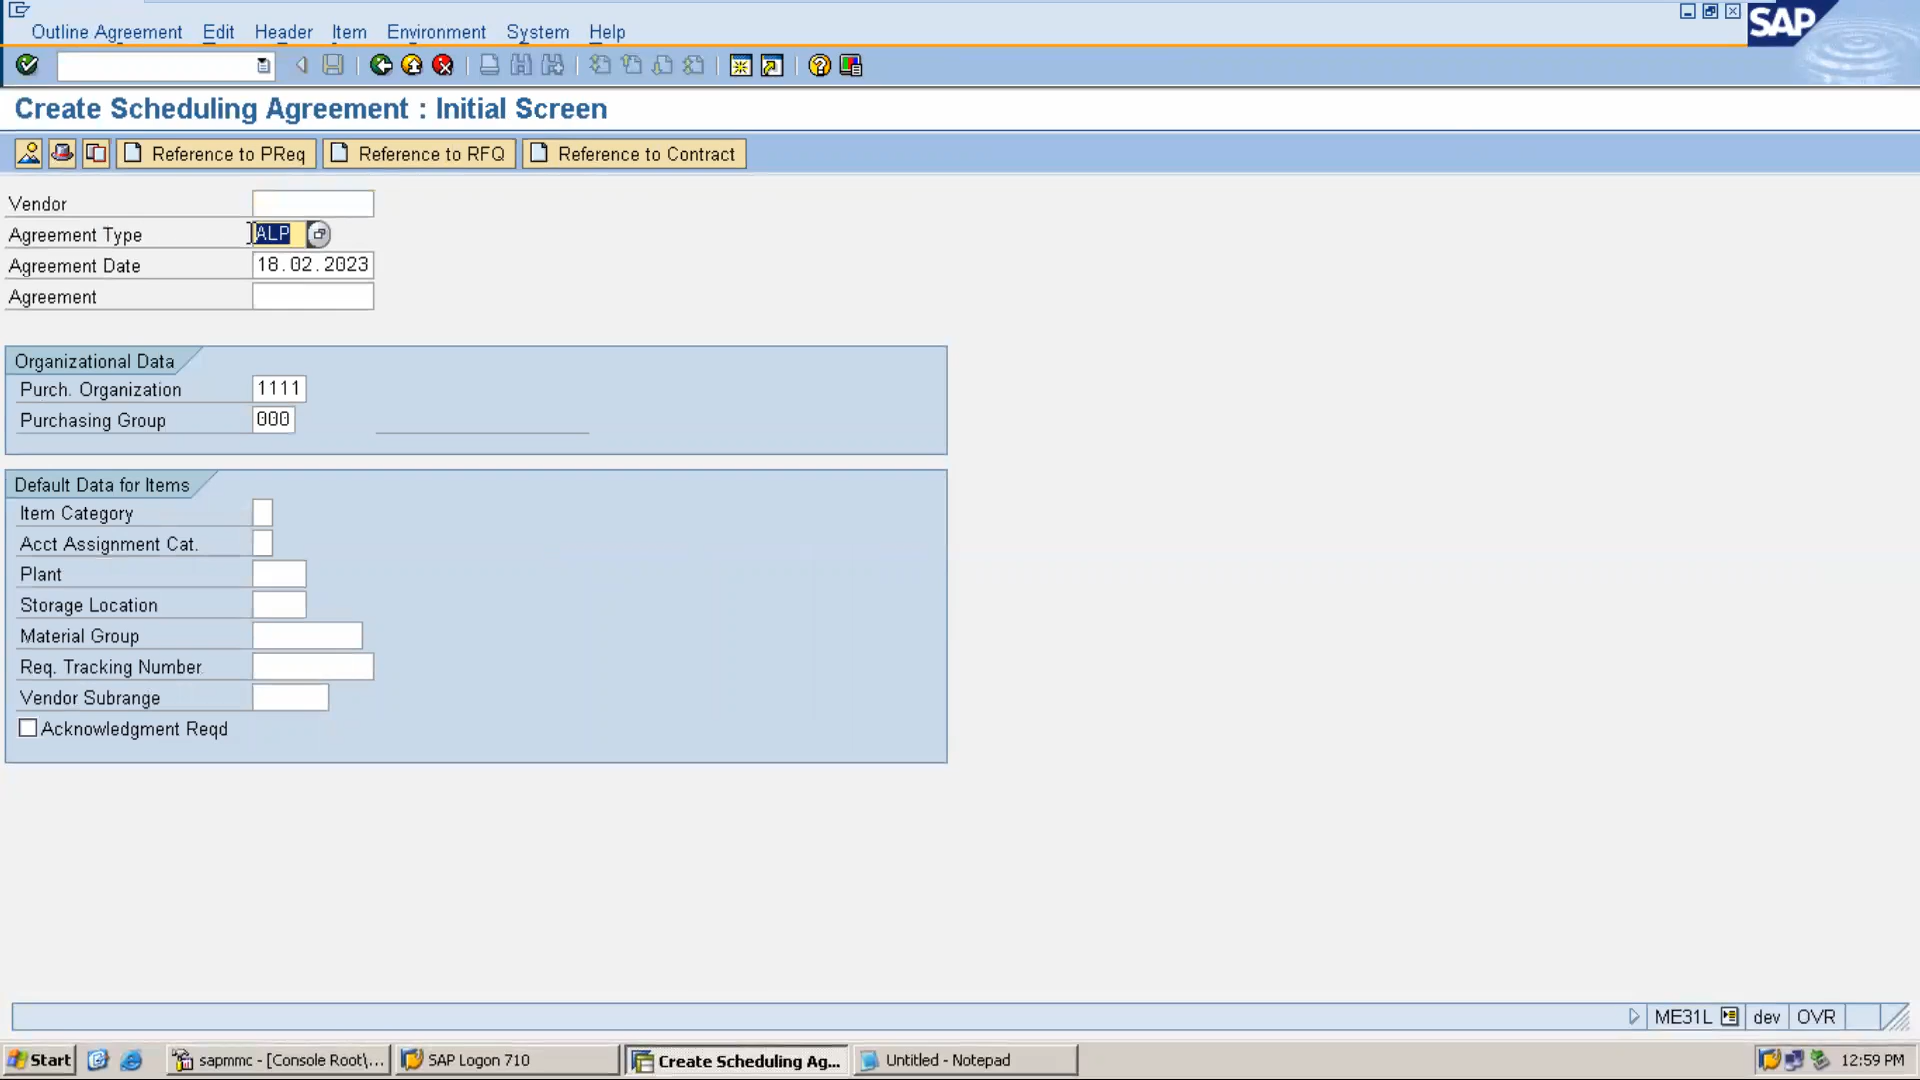 Outline Agreement Edit Header Item Environment System Help
SAP
Create Scheduling Agreement : Initial Screen
Reference to PReq Reference to RFQ Reference to Contract
Vendor
Agreement Type ALP
Agreement Date 18.02.2023
Agreement
Organizational Data
Purch. Organization 1111
Purchasing Group 000
Default Data for Items
Item Category
Acct Assignment Cat.
Plant
Storage Location
Material Group
Req. Tracking Number
Vendor Subrange
Acknowledgment Reqd
ME31L dev OVR
Start sapmmc - [Console Root\... SAP Logon 710 Create Scheduling Ag... Untitled - Notepad 12:59 PM